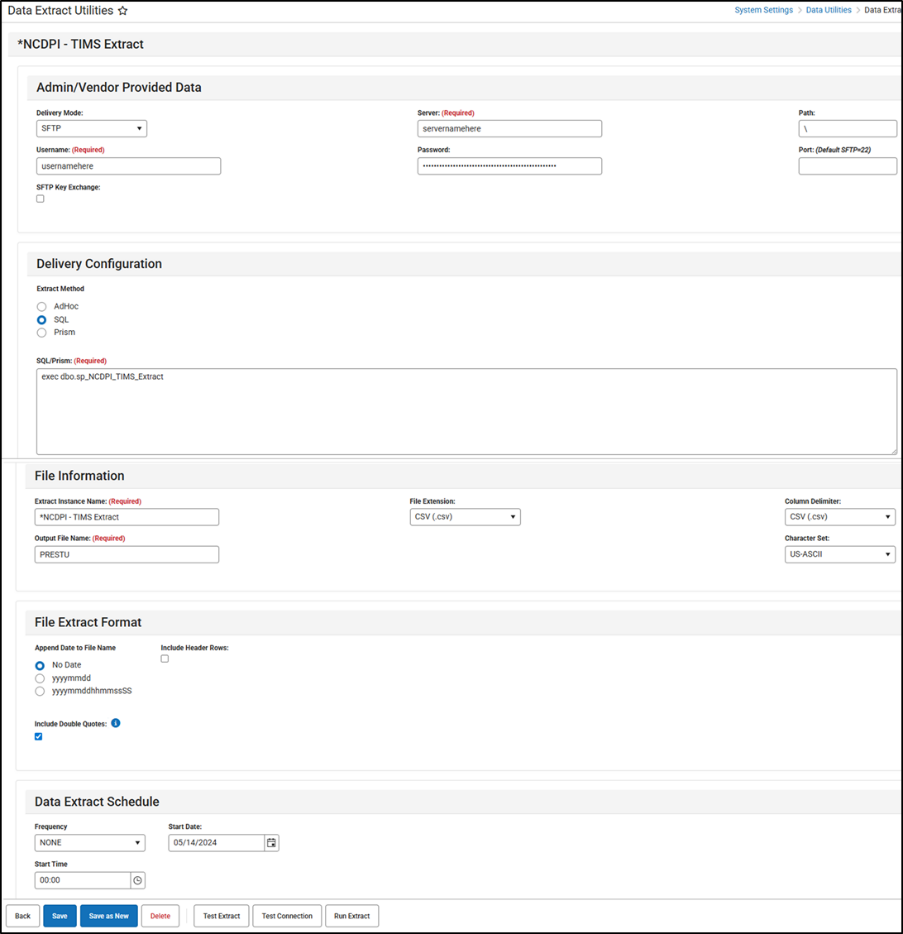 Data Extract Utilities
System Settings > Data Utilities > Data Extra
*NCDPI - TIMS Extract
Admin/Vendor Provided Data
Delivery Mode: Server: (Required) Path:
SFTP servernamehere \
Username: (Required) Password: Port: (Default SFTP=22)
usernamehere
SFTP Key Exchange:
Delivery Configuration
Extract Method
AdHoc
SQL
Prism
SQL/Prism: (Required)
exec dbo.sp_NCDPI_TIMS_Extract
File Information
Extract Instance Name: (Required) File Extension: Column Delimiter:
*NCDPI - TIMS Extract CSV (.csv) CSV (.csv)
Output File Name: (Required) Character Set:
PRESTU US-ASCII
File Extract Format
Append Date to File Name Include Header Rows:
No Date
yyyymmdd
yyyymmddhhmmssSS
Include Double Quotes:
Data Extract Schedule
Frequency Start Date:
NONE 05/14/2024
Start Time
00:00
Back Save Save as New Delete Test Extract Test Connection Run Extract